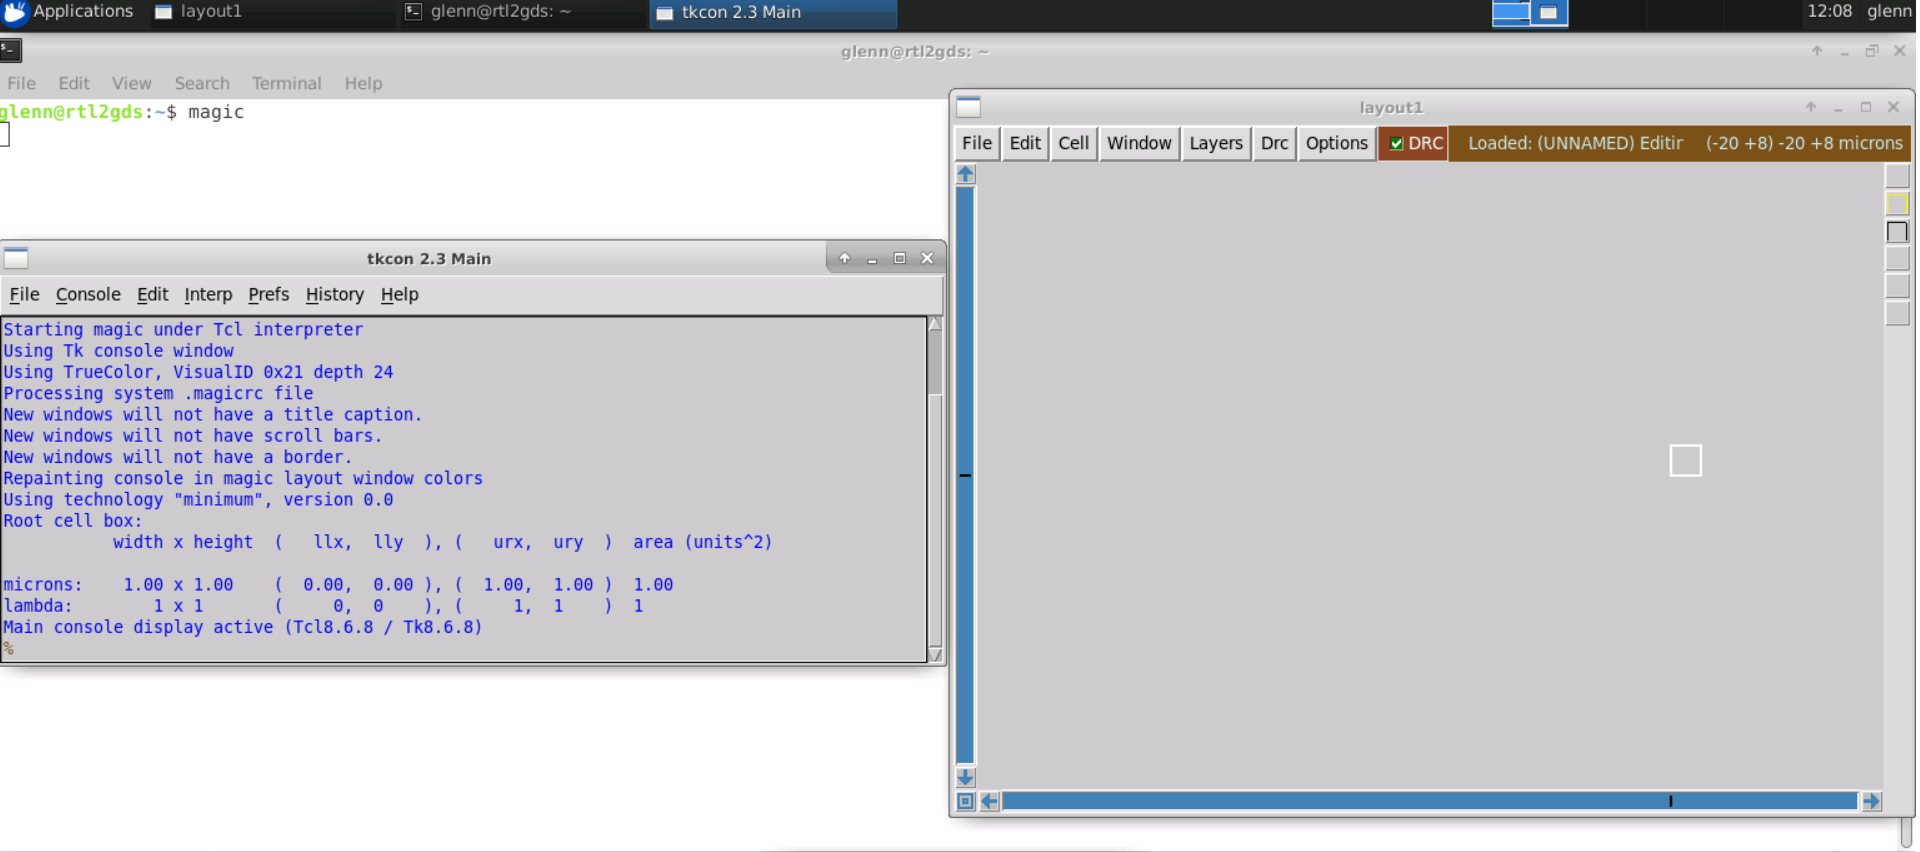 Applications layout1 glenn@rtl2gds: ~ tkcon 2.3 Main 12:08 glenn
glenn@rtl2gds: ~
File Edit View Search Terminal Help
glenn@rtl2gds:~$ magic
tkcon 2.3 Main
File Console Edit Interp Prefs History Help
Starting magic under Tcl interpreter
Using Tk console window
Using TrueColor, VisualID 0x21 depth 24
Processing system .magicrc file
New windows will not have a title caption.
New windows will not have scroll bars.
New windows will not have a border.
Repainting console in magic layout window colors
Using technology "minimum", version 0.0
Root cell box:
width x height ( llx, lly ), ( urx, ury ) area (units^2)
microns: 1.00 x 1.00 ( 0.00, 0.00 ), ( 1.00, 1.00 ) 1.00
lambda: 1 x 1 ( 0, 0 ), ( 1, 1 ) 1
Main console display active (Tcl8.6.8 / Tk8.6.8)
%
layout1
File Edit Cell Window Layers Drc Options DRC Loaded: (UNNAMED) Editir (-20 +8) -20 +8 microns